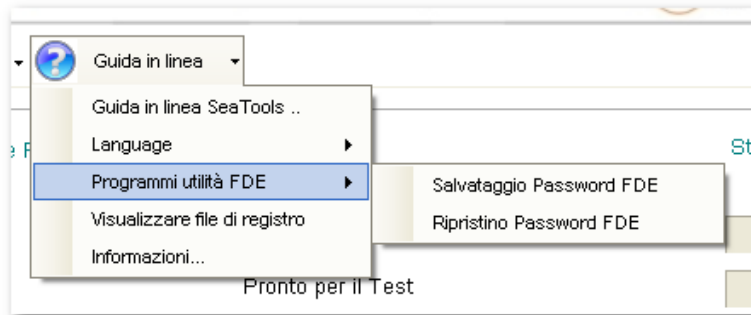 Guida in linea
Guida in linea SeaTools ..
Language
Programmi utilità FDE
Salvataggio Password FDE
Visualizzare file di registro
Ripristino Password FDE
Informazioni...
Pronto per il Test